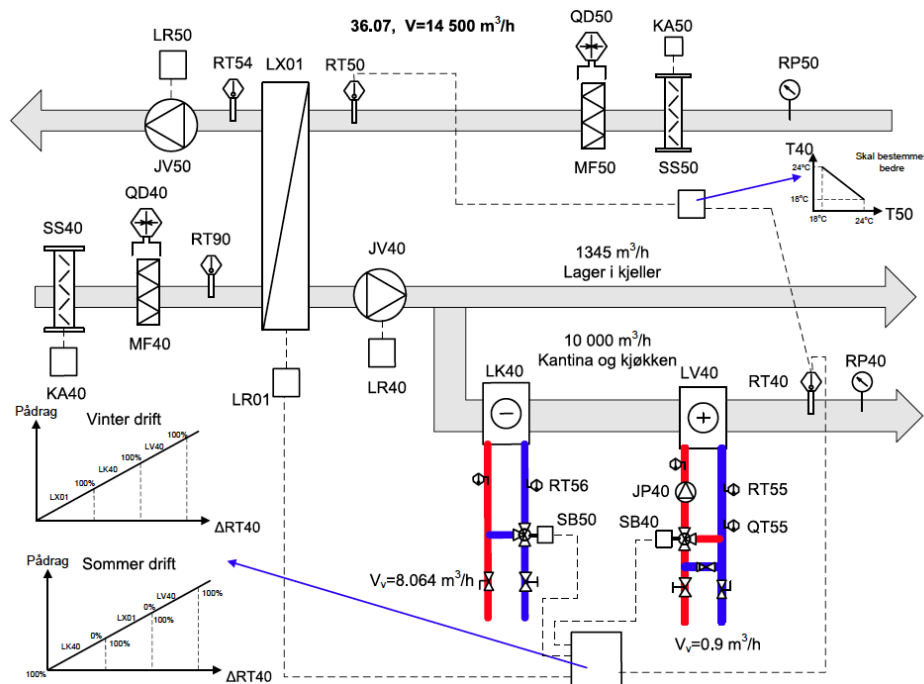 36.07, V=14 500 m³/h
LR50
RT54
LX01
RT50
QD50
KA50
RP50
JV50
MF50
SS50
T40
Skal bestemmes
bedre
24°C
18°C
18°C
24°C
T50
SS40
QD40
RT90
JV40
1345 m³/h
Lager i kjeller
MF40
KA40
LR01
LR40
10 000 m³/h
Kantina og kjøkken
LK40
LV40
RT40
RP40
Pådrag
Vinter drift
LX01
100%
100%
LK40
100%
100%
LV40
100%
ΔRT40
RT56
SB50
JP40
SB40
RT55
QT55
Pådrag
Sommer drift
100%
LK40
0%
100%
LX01
0%
100%
LV40
100%
ΔRT40
Vᵥ=8.064 m³/h
Vᵥ=0.9 m³/h